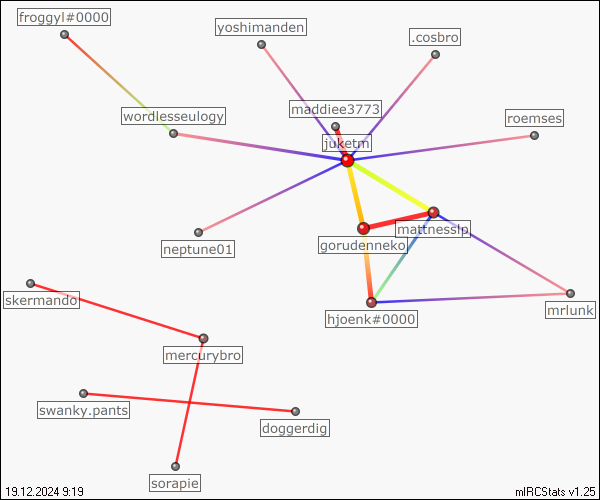 froggyl#0000
yoshimanden
.cosbro
maddiee3773
wordlesseulogy
roemses
juketm
mattnesslp
neptune01
gorudenneko
skermando
mrlunk
hjoenk#0000
mercurybro
swanky.pants
doggerdig
sorapie
19.12.2024 9:19
mIRCStats v1.25